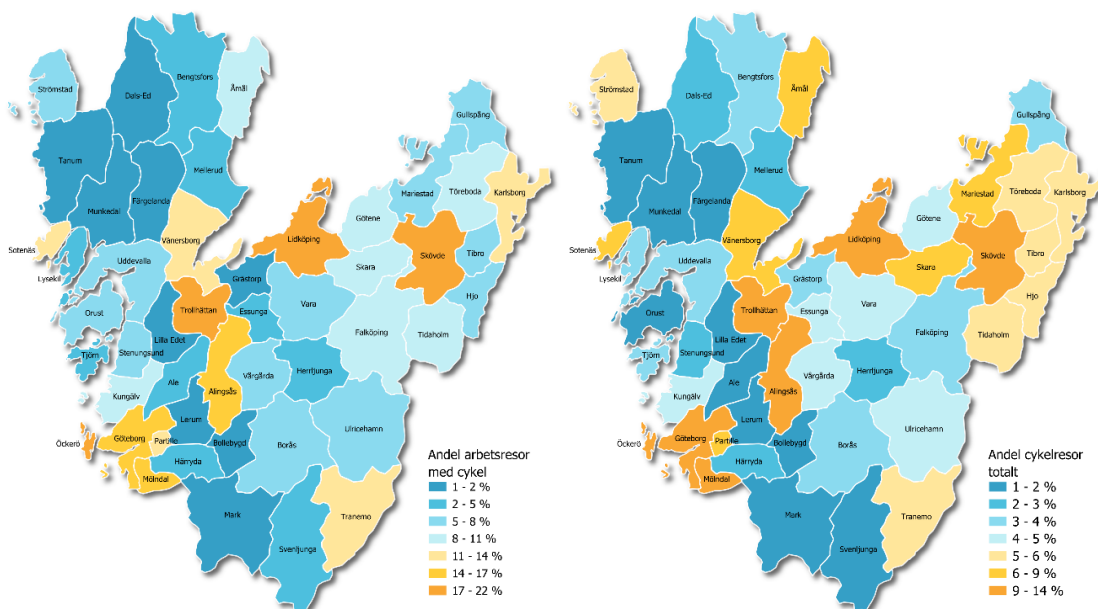 Strömstad
Dals-Ed
Bengtsfors
Åmål
Gullspång
Tanum
Mellerud
Mariestad
Töreboda
Karlsborg
Munkedal
Färgelanda
Götene
Sotenäs
Vänersborg
Lidköping
Skövde
Tibro
Lysekil
Uddevalla
Grästorp
Skara
Hjo
Orust
Trollhättan
Essunga
Vara
Falköping
Tidaholm
Tjörn
Stenungsund
Lilla Edet
Kungälv
Ale
Alingsås
Vårgårda
Herrljunga
Öckerö
Göteborg
Partille
Lerum
Bollebygd
Borås
Ulricehamn
Mölndal
Härryda
Mark
Svenljunga
Tranemo
Andel arbetsresor
med cykel
1 - 2 %
2 - 5 %
5 - 8 %
8 - 11 %
11 - 14 %
14 - 17 %
17 - 22 %
Strömstad
Dals-Ed
Bengtsfors
Åmål
Gullspång
Tanum
Mellerud
Mariestad
Töreboda
Karlsborg
Munkedal
Färgelanda
Götene
Sotenäs
Vänersborg
Lidköping
Skövde
Tibro
Lysekil
Uddevalla
Grästorp
Skara
Hjo
Orust
Trollhättan
Essunga
Vara
Falköping
Tidaholm
Tjörn
Stenungsund
Lilla Edet
Kungälv
Ale
Alingsås
Vårgårda
Herrljunga
Öckerö
Göteborg
Partille
Lerum
Bollebygd
Borås
Ulricehamn
Mölndal
Härryda
Mark
Svenljunga
Tranemo
Andel cykelresor
totalt
1 - 2 %
2 - 3 %
3 - 4 %
4 - 5 %
5 - 6 %
6 - 9 %
9 - 14 %